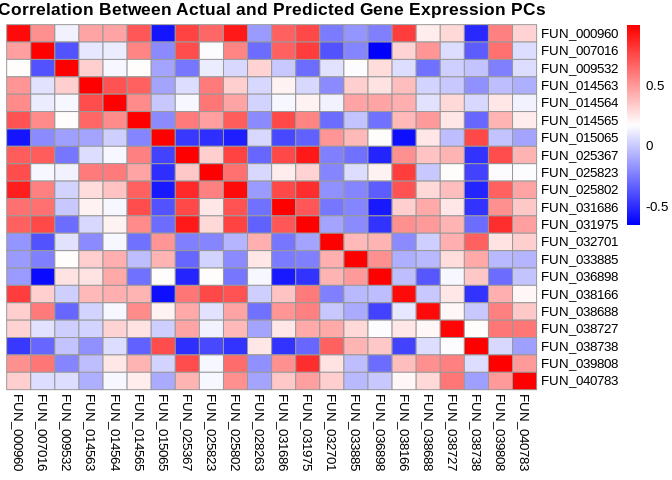 Correlation Between Actual and Predicted Gene Expression PCs
FUN_000960
FUN_007016
FUN_009532
FUN_014563
FUN_014564
FUN_014565
FUN_015065
FUN_025367
FUN_025823
FUN_025802
FUN_031686
FUN_031975
FUN_032701
FUN_033885
FUN_036898
FUN_038166
FUN_038688
FUN_038727
FUN_038738
FUN_039808
FUN_040783
0.5
0
-0.5
FUN_000960
FUN_007016
FUN_009532
FUN_014563
FUN_014564
FUN_014565
FUN_015065
FUN_025367
FUN_025823
FUN_025802
FUN_028263
FUN_031686
FUN_031975
FUN_032701
FUN_033885
FUN_036898
FUN_038166
FUN_038688
FUN_038727
FUN_038738
FUN_039808
FUN_040783